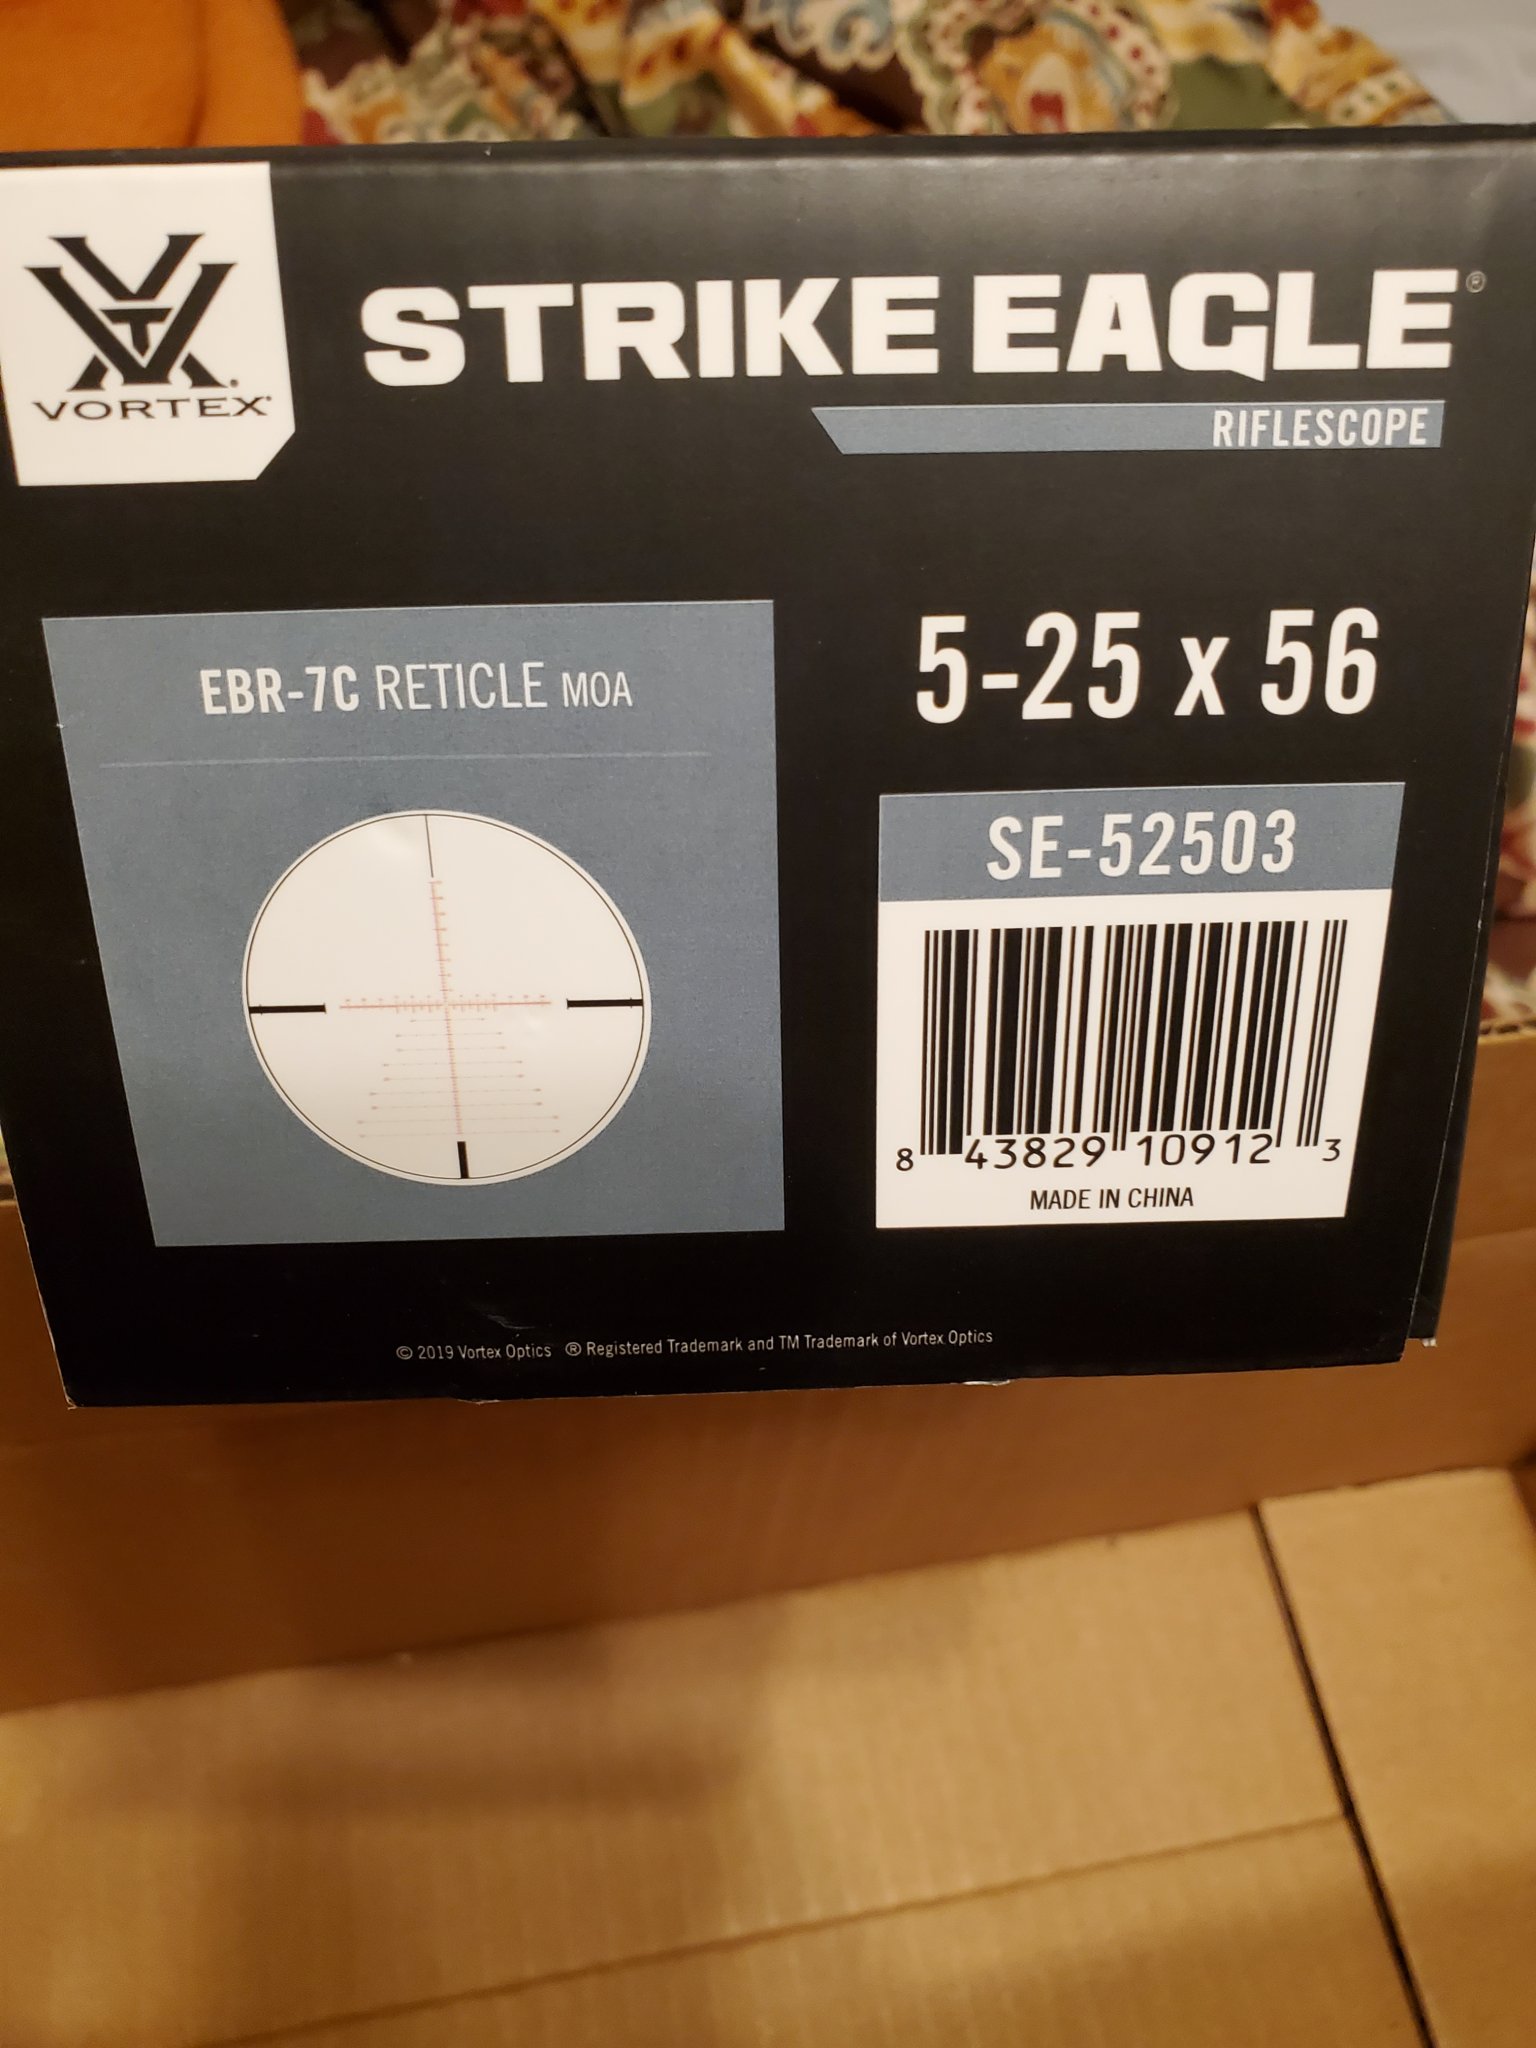 VORTEX®
STRIKE EAGLE®
RIFLESCOPE
EBR-7C RETICLE MOA
5-25 x 56
SE-52503
8 43829 10912 3
MADE IN CHINA
© 2019 Vortex Optics ® Registered Trademark and TM Trademark of Vortex Optics